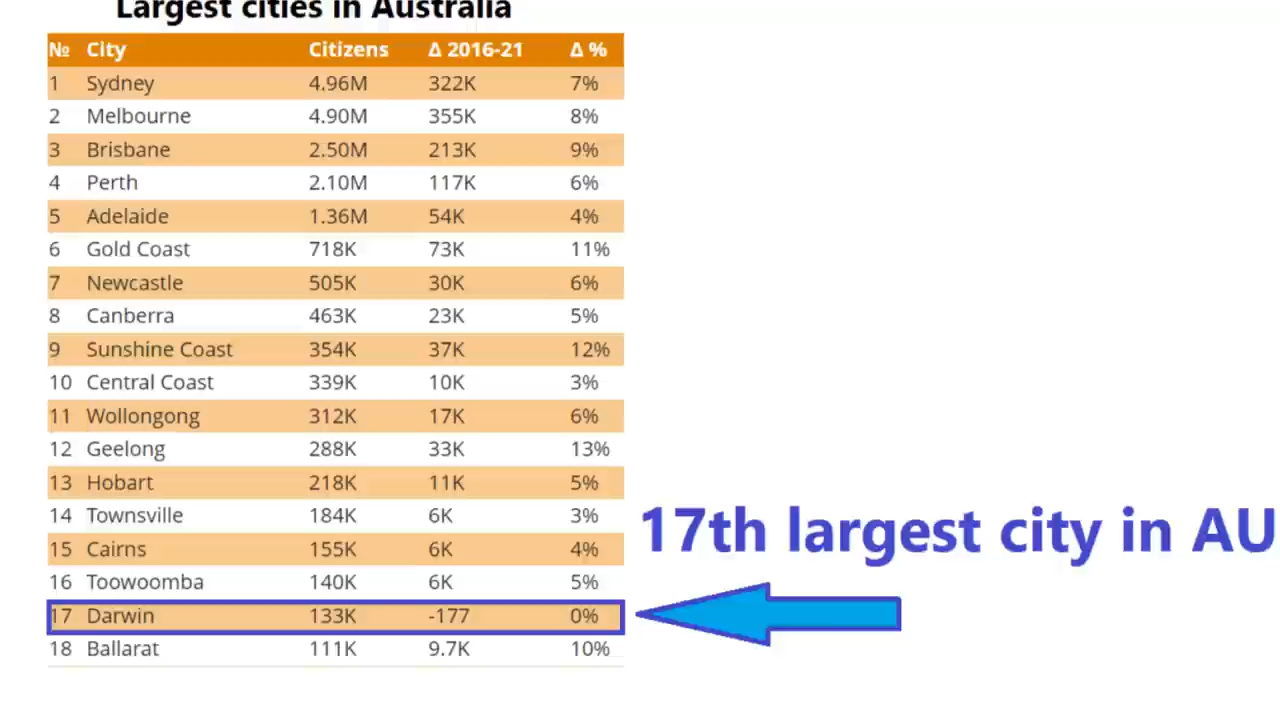 Largest cities in Australia
№ City Citizens Δ 2016-21 Δ %
1 Sydney 4.96M 322K 7%
2 Melbourne 4.90M 355K 8%
3 Brisbane 2.50M 213K 9%
4 Perth 2.10M 117K 6%
5 Adelaide 1.36M 54K 4%
6 Gold Coast 718K 73K 11%
7 Newcastle 505K 30K 6%
8 Canberra 463K 23K 5%
9 Sunshine Coast 354K 37K 12%
10 Central Coast 339K 10K 3%
11 Wollongong 312K 17K 6%
12 Geelong 288K 33K 13%
13 Hobart 218K 11K 5%
14 Townsville 184K 6K 3%
15 Cairns 155K 6K 4%
16 Toowoomba 140K 6K 5%
17 Darwin 133K -177 0%
18 Ballarat 111K 9.7K 10%
17th largest city in AU